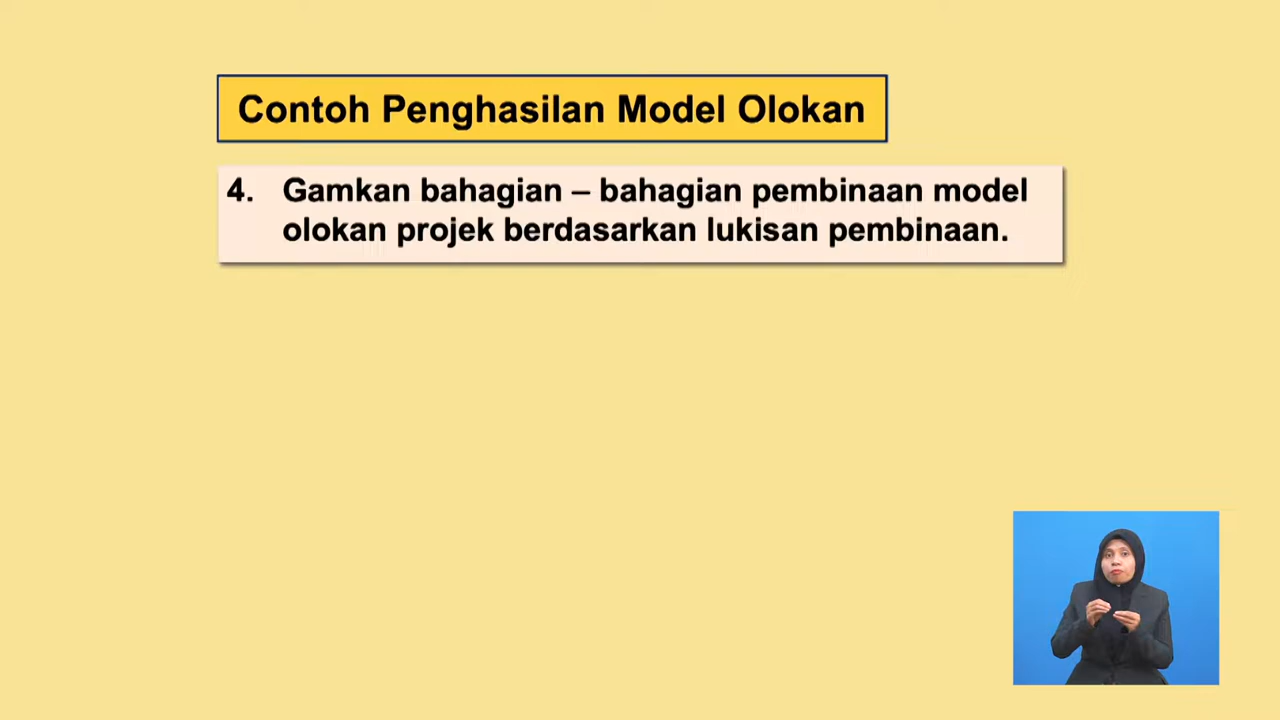 Contoh Penghasilan Model Olokan
4. Gamkan bahagian – bahagian pembinaan model
olokan projek berdasarkan lukisan pembinaan.